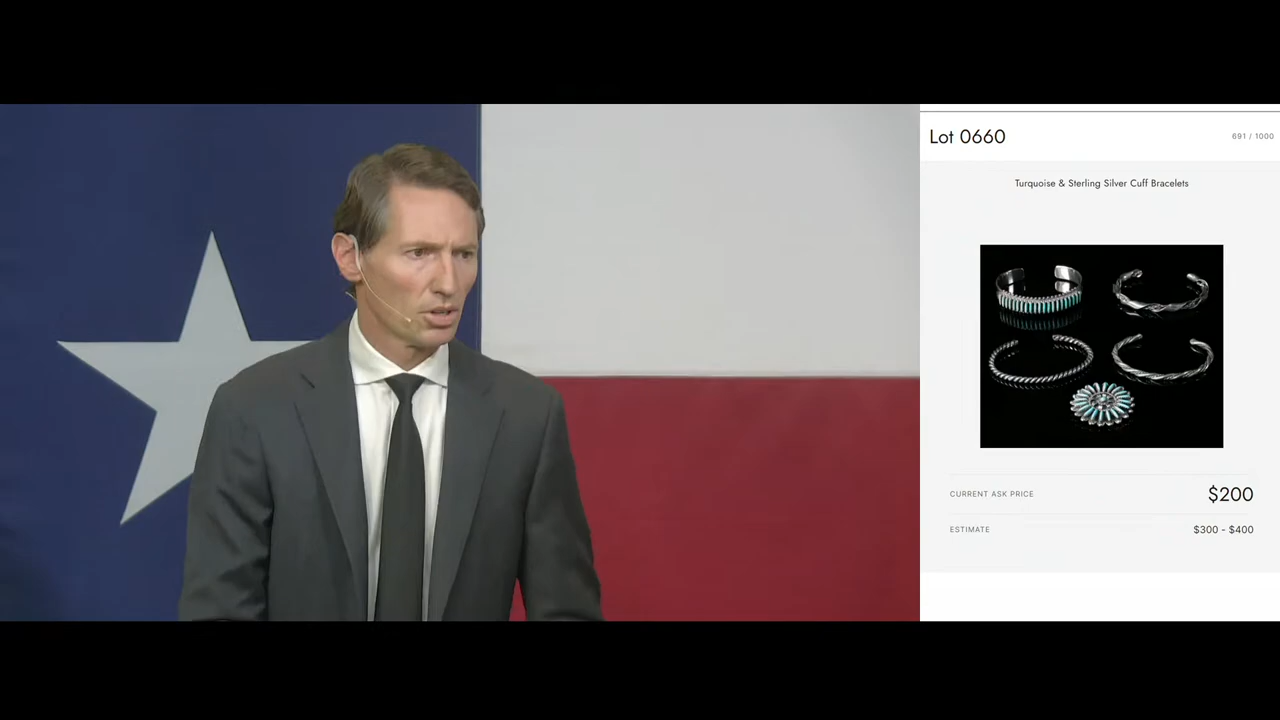 Lot 0660
691 / 1000
Turquoise & Sterling Silver Cuff Bracelets
CURRENT ASK PRICE
$200
ESTIMATE
$300 - $400